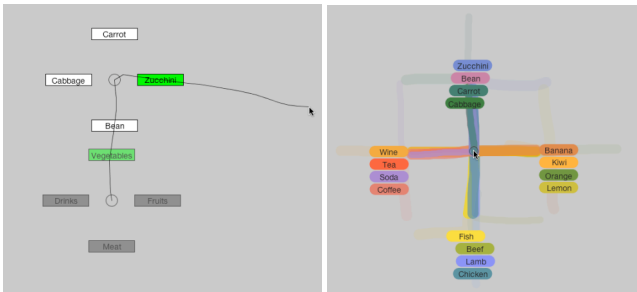 Carrot
Cabbage
Zucchini
Bean
Vegetables
Drinks
Fruits
Meat
Zucchini
Bean
Carrot
Cabbage
Wine
Tea
Soda
Coffee
Banana
Kiwi
Orange
Lemon
Fish
Beef
Lamb
Chicken